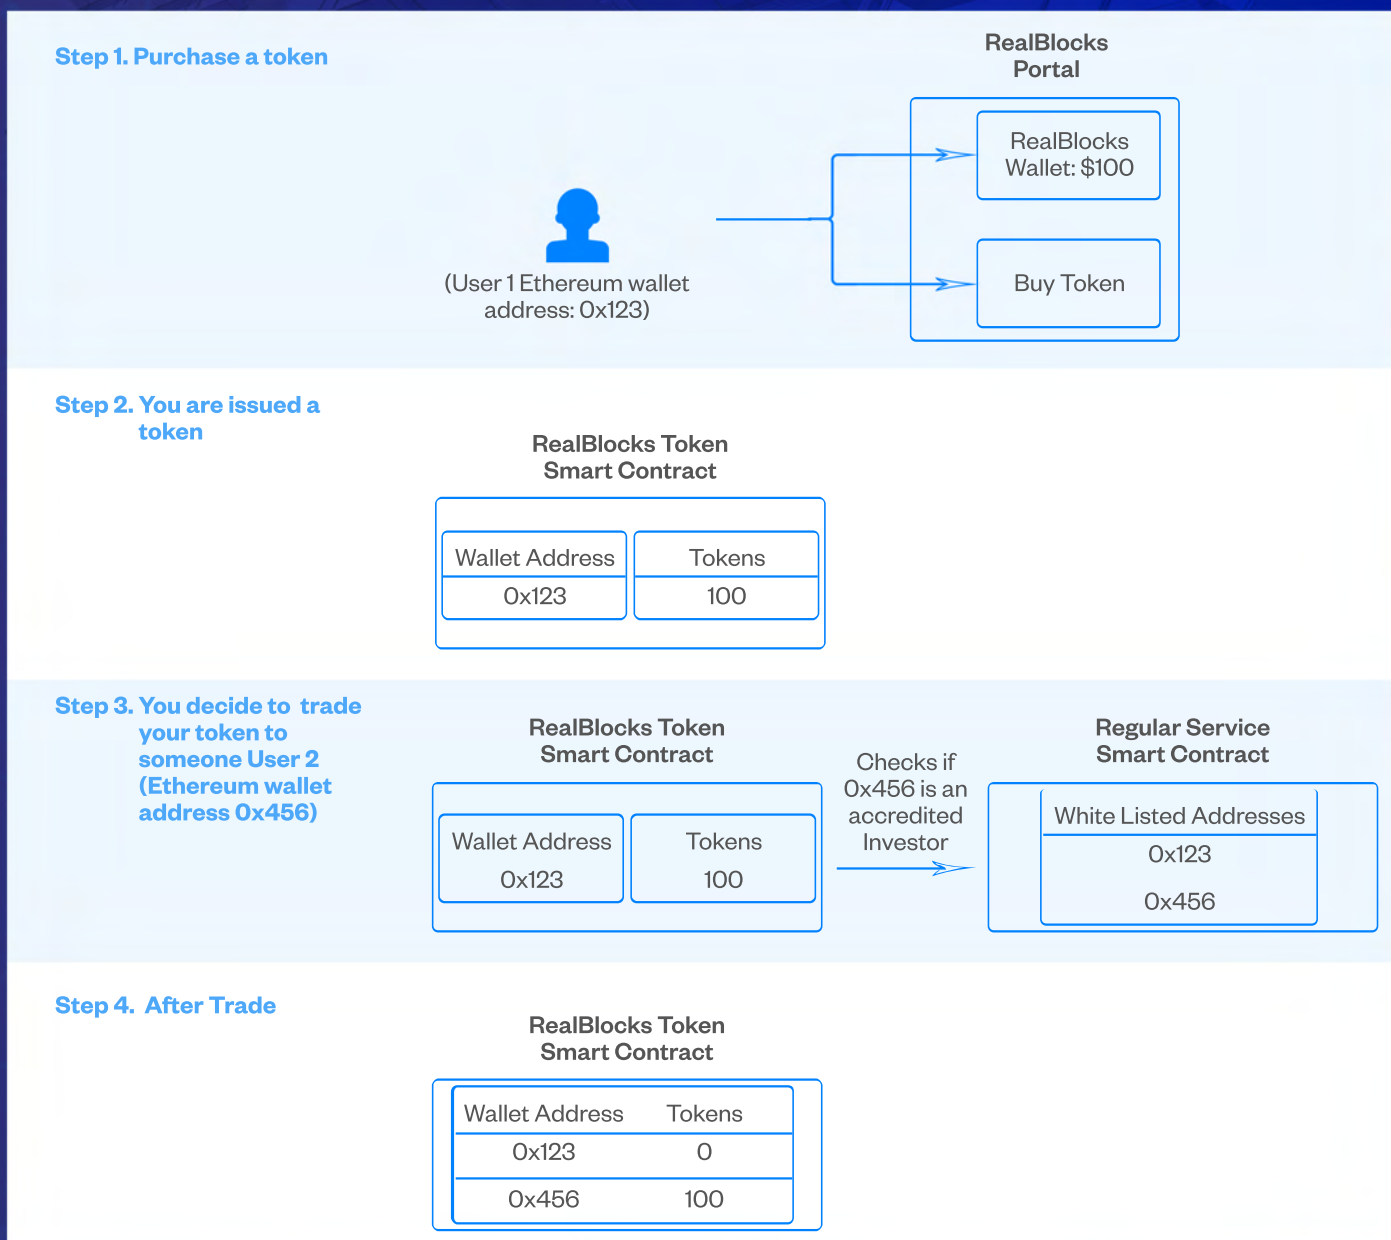 Step 1. Purchase a token
RealBlocks
Portal
RealBlocks
Wallet: $100
Buy Token
(User 1 Ethereum wallet
address: 0x123)
Step 2. You are issued a
token
RealBlocks Token
Smart Contract
Wallet Address
Tokens
0x123
100
Step 3. You decide to trade
your token to
someone User 2
(Ethereum wallet
address 0x456)
RealBlocks Token
Smart Contract
Wallet Address
Tokens
0x123
100
Checks if
0x456 is an
accredited
Investor
Regular Service
Smart Contract
White Listed Addresses
0x123
0x456
Step 4. After Trade
RealBlocks Token
Smart Contract
Wallet Address Tokens
0x123 0
0x456 100